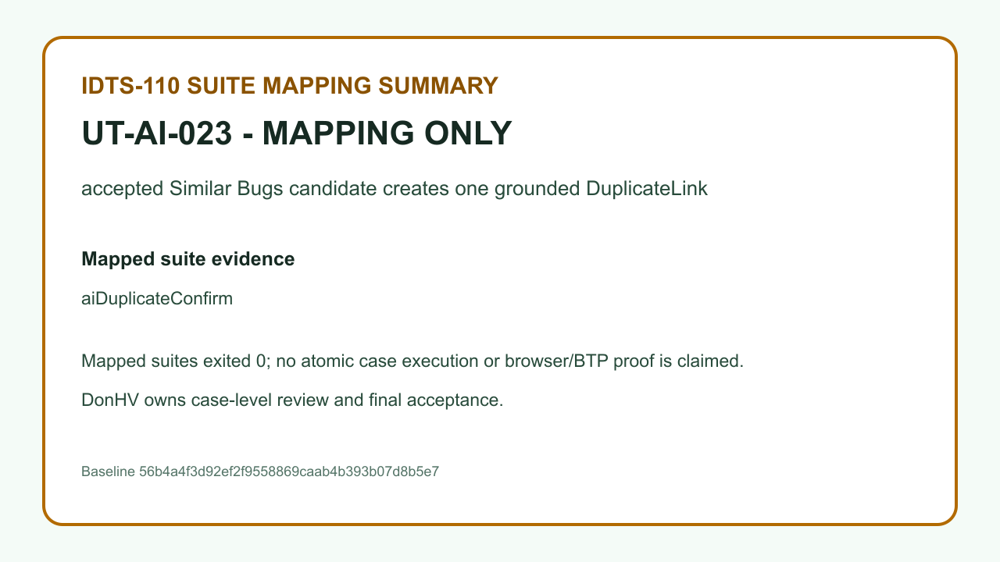 IDTS-110 SUITE MAPPING SUMMARY
UT-AI-023 - MAPPING ONLY
accepted Similar Bugs candidate creates one grounded DuplicateLink
Mapped suite evidence
aiDuplicateConfirm
Mapped suites exited 0; no atomic case execution or browser/BTP proof is claimed.
DonHV owns case-level review and final acceptance.
Baseline 56b4a4f3d92ef2f9558869caab4b393b07d8b5e7